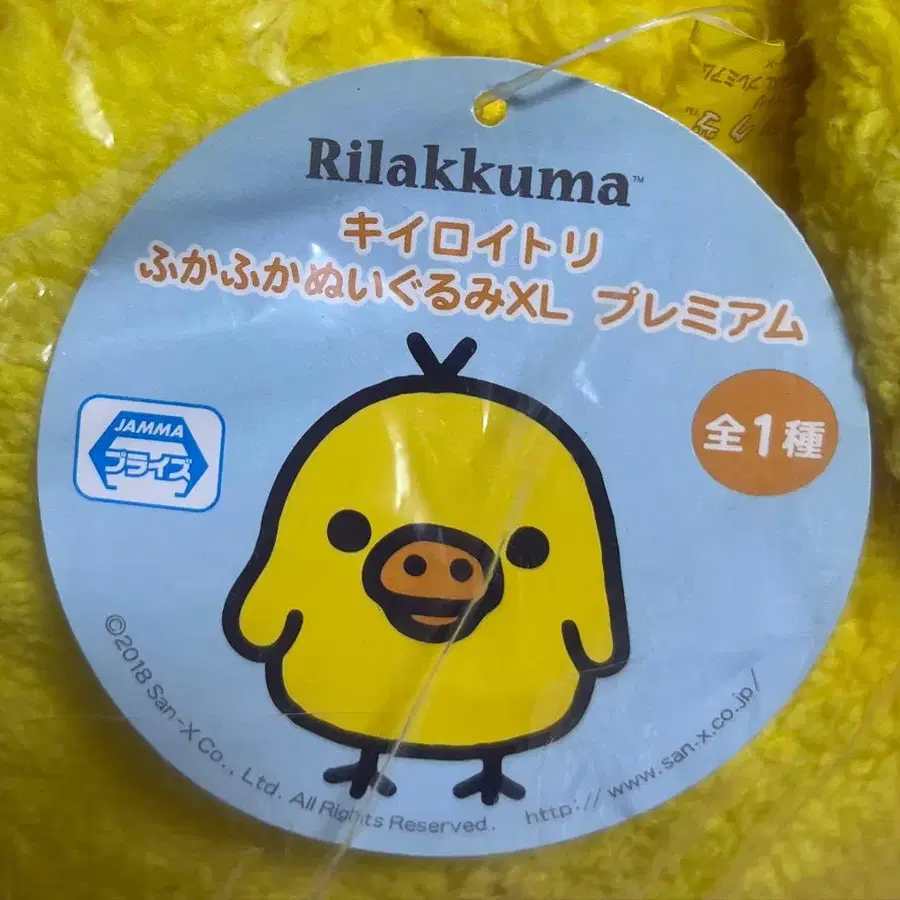 Rilakkuma™
キイロイトリ
ふかふかぬいぐるみXL プレミアム
JAMMA
プライズ
全1種
©2018 San-X Co., Ltd. All Rights Reserved. http://www.san-x.co.jp/